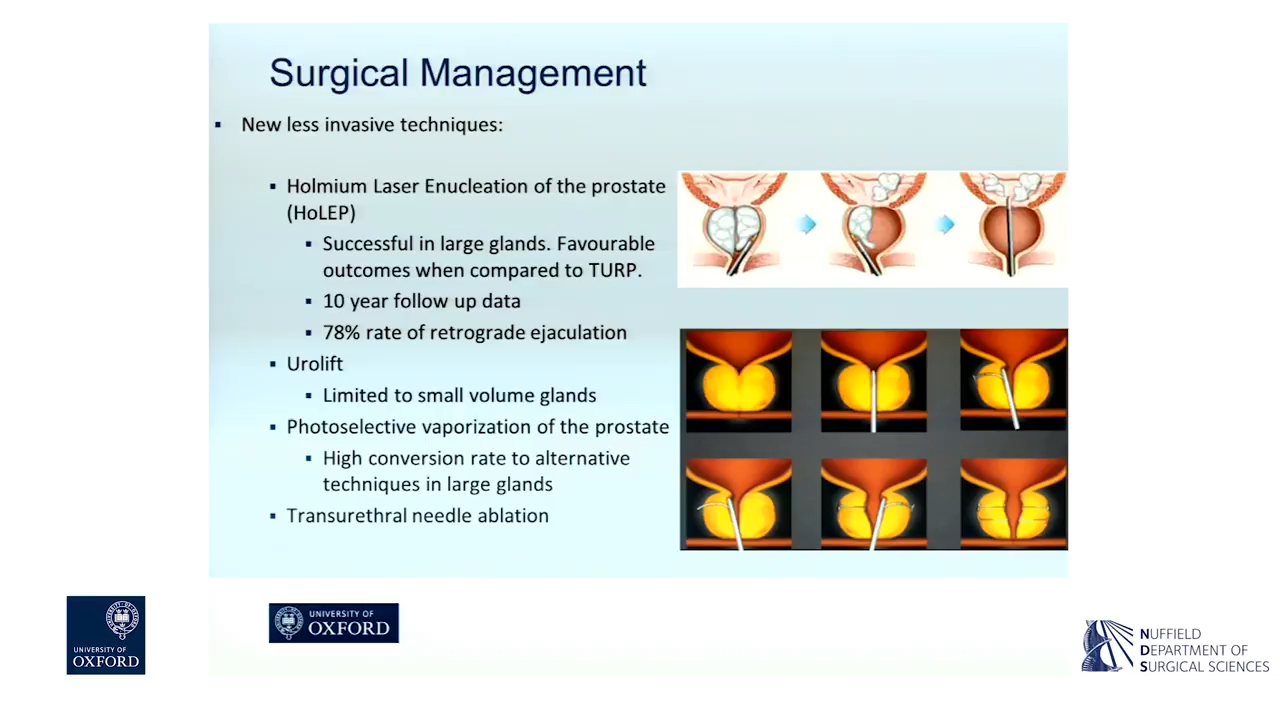 Surgical Management
New less invasive techniques:
Holmium Laser Enucleation of the prostate
(HoLEP)
Successful in large glands. Favourable
outcomes when compared to TURP.
10 year follow up data
78% rate of retrograde ejaculation
Urolift
Limited to small volume glands
Photoselective vaporization of the prostate
High conversion rate to alternative
techniques in large glands
Transurethral needle ablation
UNIVERSITY OF
OXFORD
UNIVERSITY OF
OXFORD
NUFFIELD
DEPARTMENT OF
SURGICAL SCIENCES